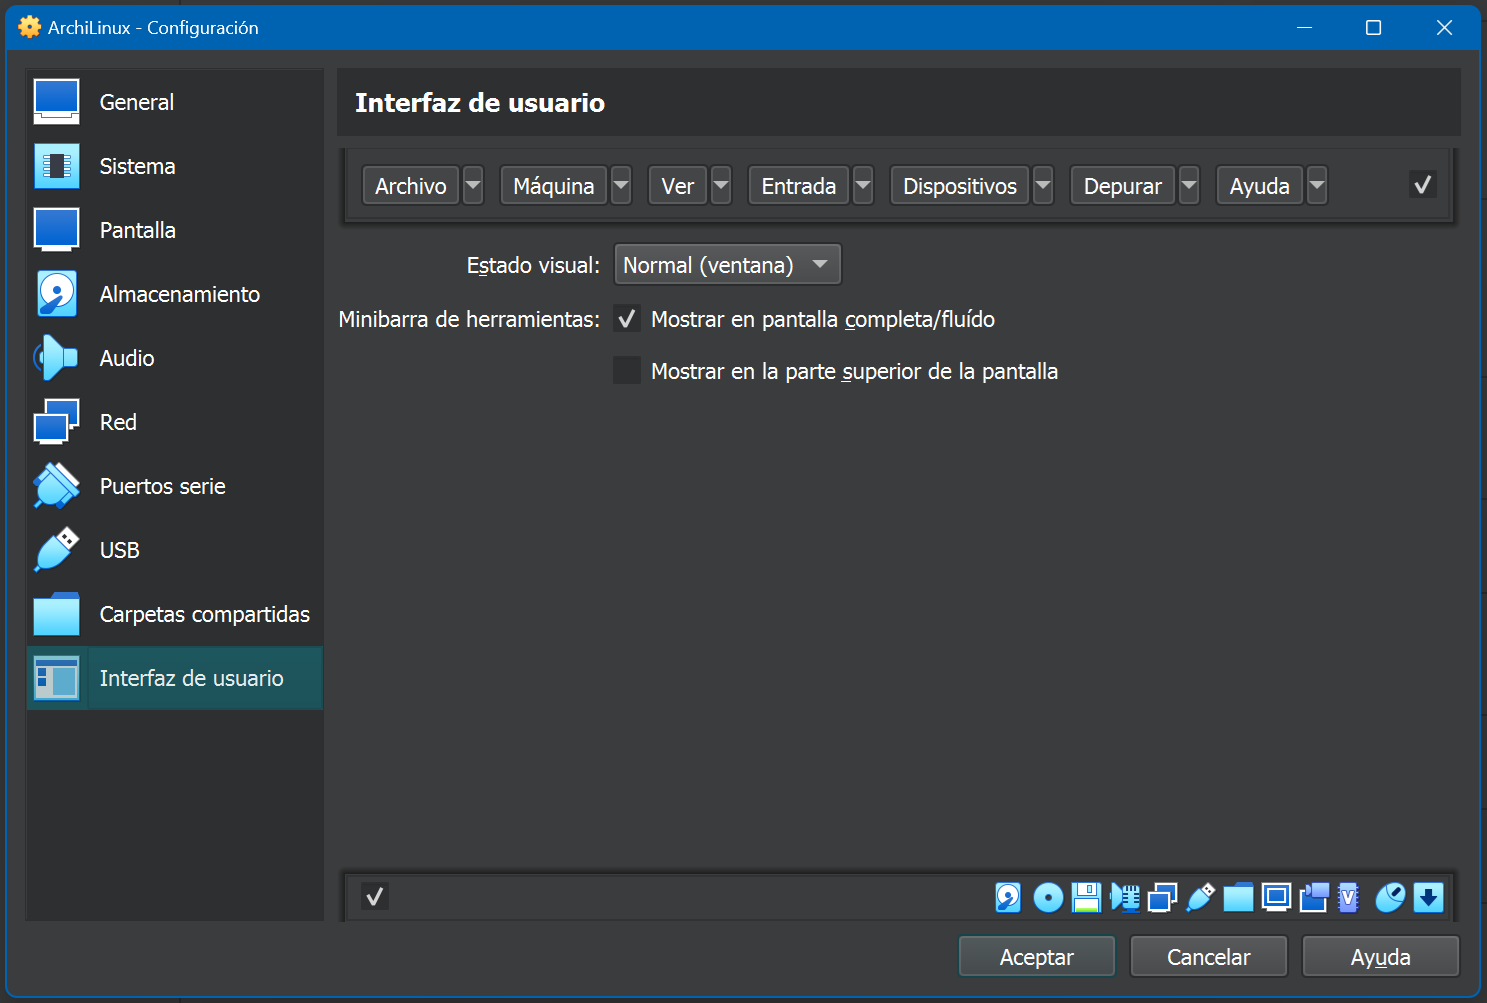 ArchiLinux - Configuración
General
Sistema
Pantalla
Almacenamiento
Audio
Red
Puertos serie
USB
Carpetas compartidas
Interfaz de usuario
Interfaz de usuario
Archivo Máquina Ver Entrada Dispositivos Depurar Ayuda
Estado visual: Normal (ventana)
Minibarra de herramientas: Mostrar en pantalla completa/fluído
Mostrar en la parte superior de la pantalla
V
Aceptar Cancelar Ayuda